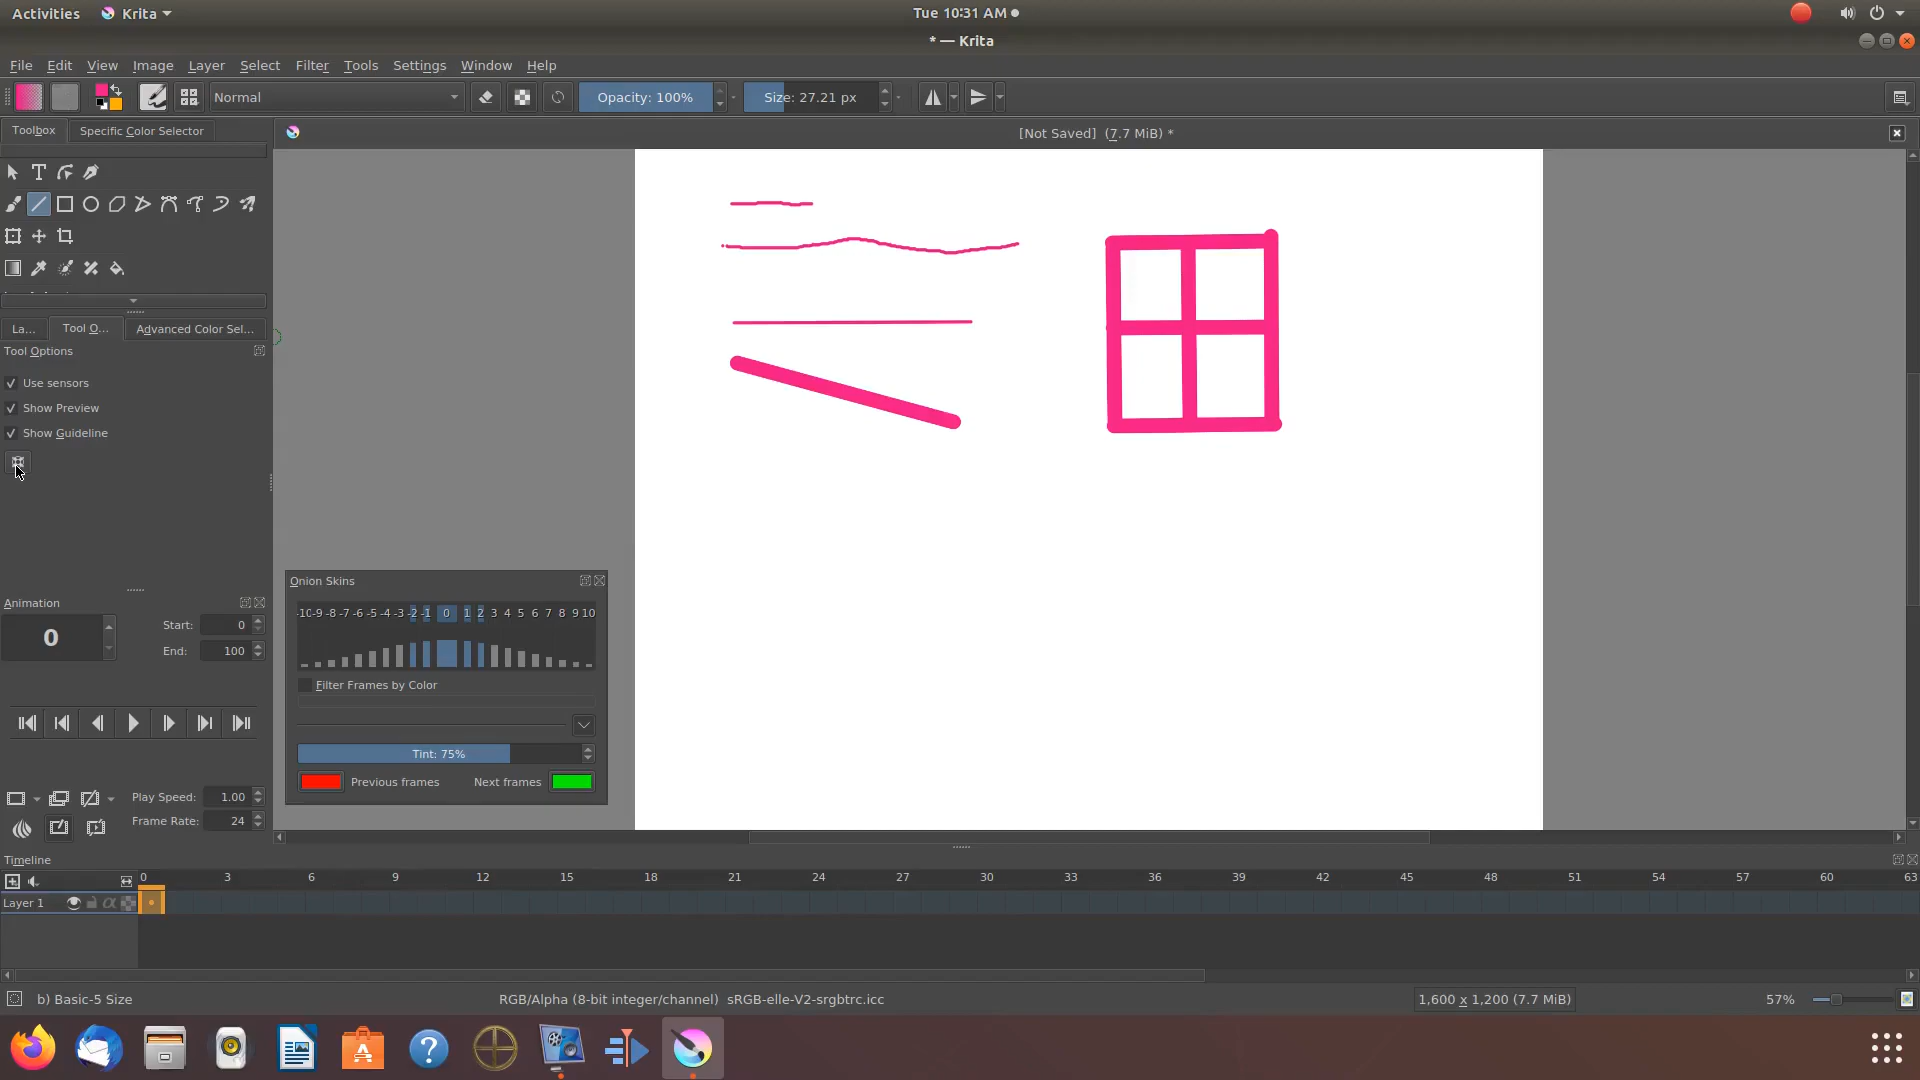 Activities Krita Tue 10:31 AM
* — Krita
File Edit View Image Layer Select Filter Tools Settings Window Help
Normal Opacity: 100% Size: 27.21 px
Toolbox Specific Color Selector [Not Saved] (7.7 MiB) *
La... Tool O... Advanced Color Sel...
Tool Options
Use sensors
Show Preview
Show Guideline
Onion Skins
-10 -9 -8 -7 -6 -5 -4 -3 -2 -1 0 1 2 3 4 5 6 7 8 9 10
Filter Frames by Color
Tint: 75%
Previous frames Next frames
Animation
0 Start: 0
End: 100
Play Speed: 1.00
Frame Rate: 24
Timeline
0 3 6 9 12 15 18 21 24 27 30 33 36 39 42 45 48 51 54 57 60 63
Layer 1
b) Basic-5 Size RGB/Alpha (8-bit integer/channel) sRGB-elle-V2-srgbtrc.icc 1,600 x 1,200 (7.7 MiB) 57%